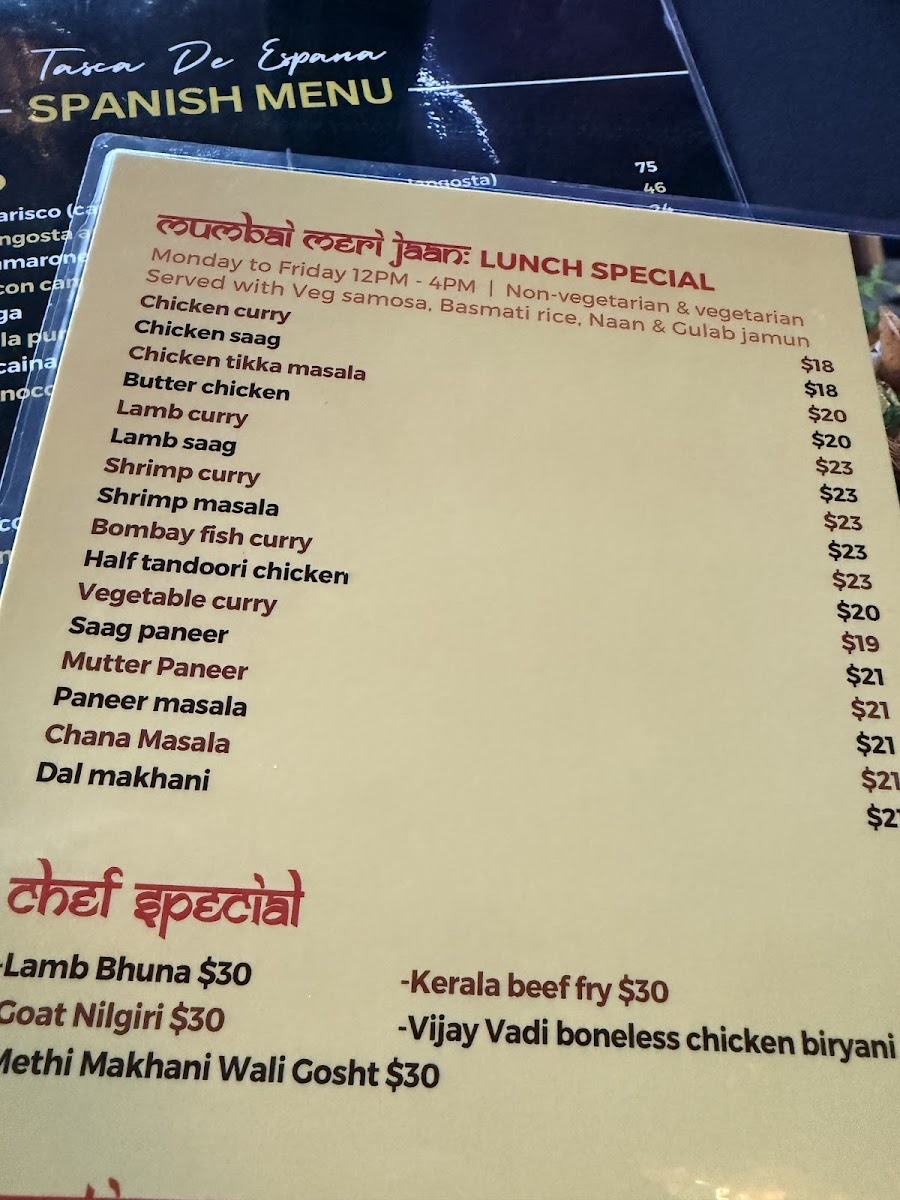 Tasca De Espana
SPANISH MENU
75
46
arisco
ngosta
con
mumbai meri jaan: LUNCH SPECIAL
Monday to Friday 12PM - 4PM | Non-vegetarian & vegetarian
Served with Veg samosa, Basmati rice, Naan & Gulab jamun
Chicken curry $18
Chicken saag $18
Chicken tikka masala $20
Butter chicken $20
Lamb curry $23
Lamb saag $23
Shrimp curry $23
Shrimp masala $23
Bombay fish curry $23
Half tandoori chicken $20
Vegetable curry $19
Saag paneer $21
Mutter Paneer $21
Paneer masala $21
Chana Masala $21
Dal makhani $21
chef special
-Lamb Bhuna $30
Goat Nilgiri $30
Methi Makhani Wali Gosht $30
-Kerala beef fry $30
-Vijay Vadi boneless chicken biryani